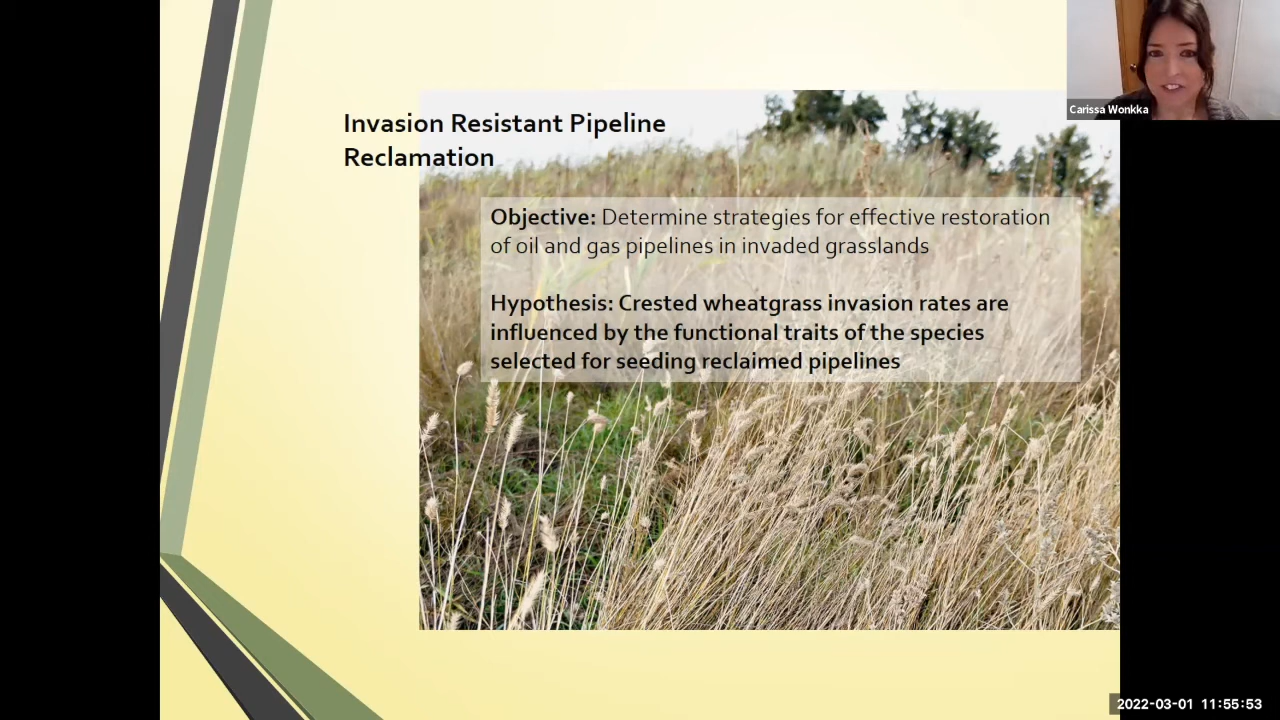 Carissa Wonkka
Invasion Resistant Pipeline
Reclamation
Objective: Determine strategies for effective restoration
of oil and gas pipelines in invaded grasslands
Hypothesis: Crested wheatgrass invasion rates are
influenced by the functional traits of the species
selected for seeding reclaimed pipelines
2022-03-01 11:55:53